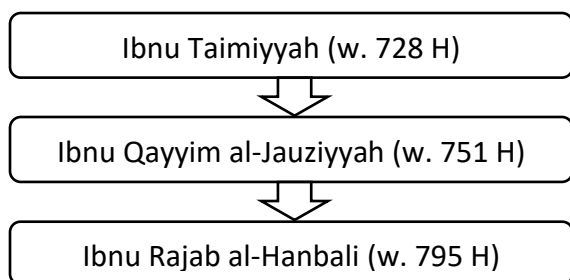 Ibnu Taimiyyah (w. 728 H)
Ibnu Qayyim al-Jauziyyah (w. 751 H)
Ibnu Rajab al-Hanbali (w. 795 H)